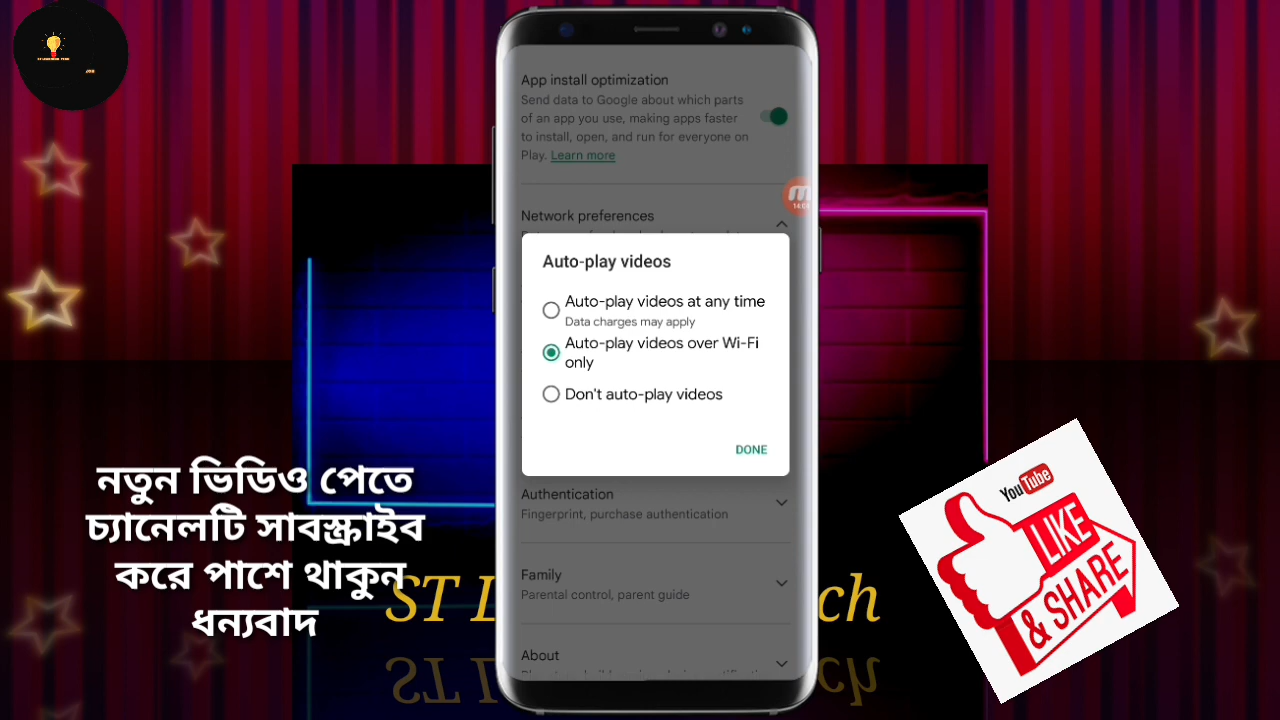 App install optimization
Send data to Google about which parts
of an app you use, making apps faster
to install, open, and run for everyone on
Play. Learn more
Network preferences
Auto-play videos
Auto-play videos at any time
Data charges may apply
Auto-play videos over Wi-Fi
only
Don't auto-play videos
DONE
Authentication
Fingerprint, purchase authentication
Family
Parental control, parent guide
About
নতুন ভিডিও পেতে
চ্যানেলটি সাবস্ক্রাইব
করে পাশে থাকুন
ধন্যবাদ
ST L
ch
YouTube
LIKE
& SHARE